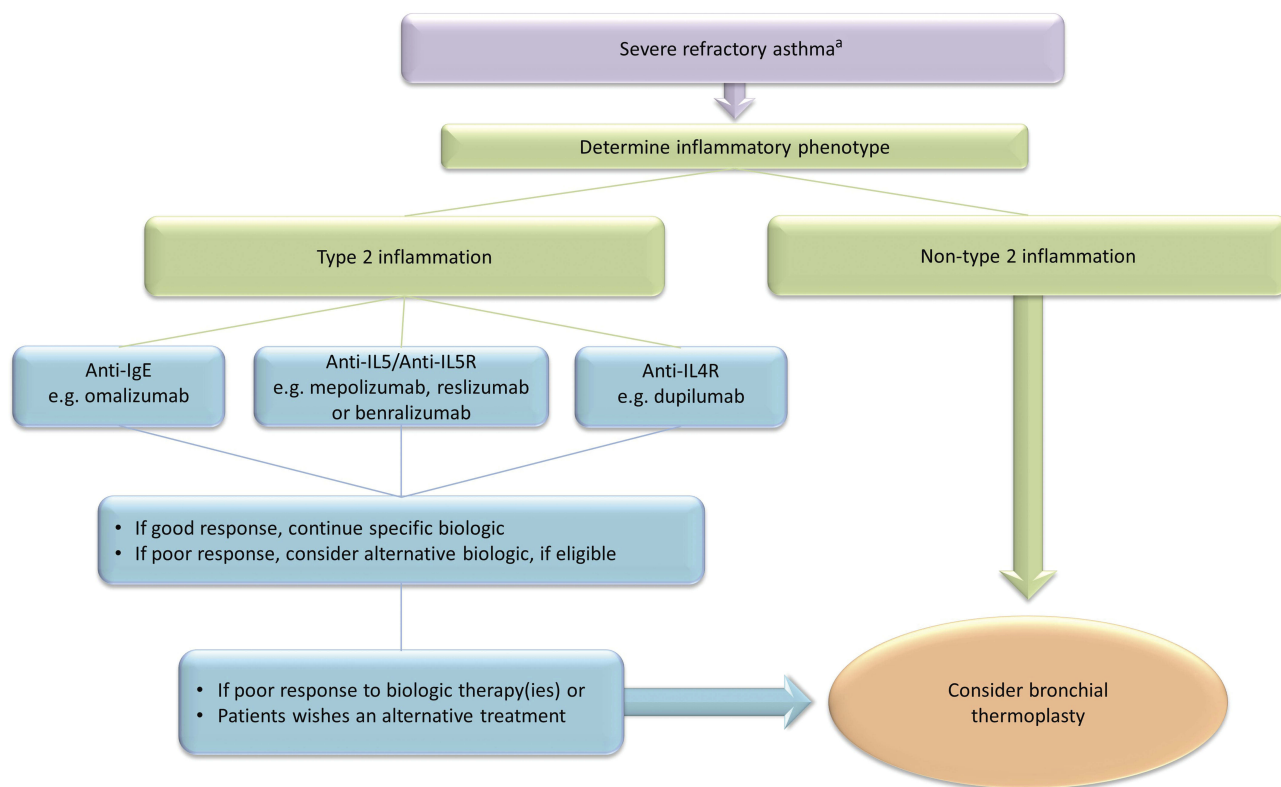 Severe refractory asthmaᵃ
Determine inflammatory phenotype
Type 2 inflammation
Non-type 2 inflammation
Anti-IgE
e.g. omalizumab
Anti-IL5/Anti-IL5R
e.g. mepolizumab, reslizumab
or benralizumab
Anti-IL4R
e.g. dupilumab
• If good response, continue specific biologic
• If poor response, consider alternative biologic, if eligible
• If poor response to biologic therapy(ies) or
• Patients wishes an alternative treatment
Consider bronchial
thermoplasty